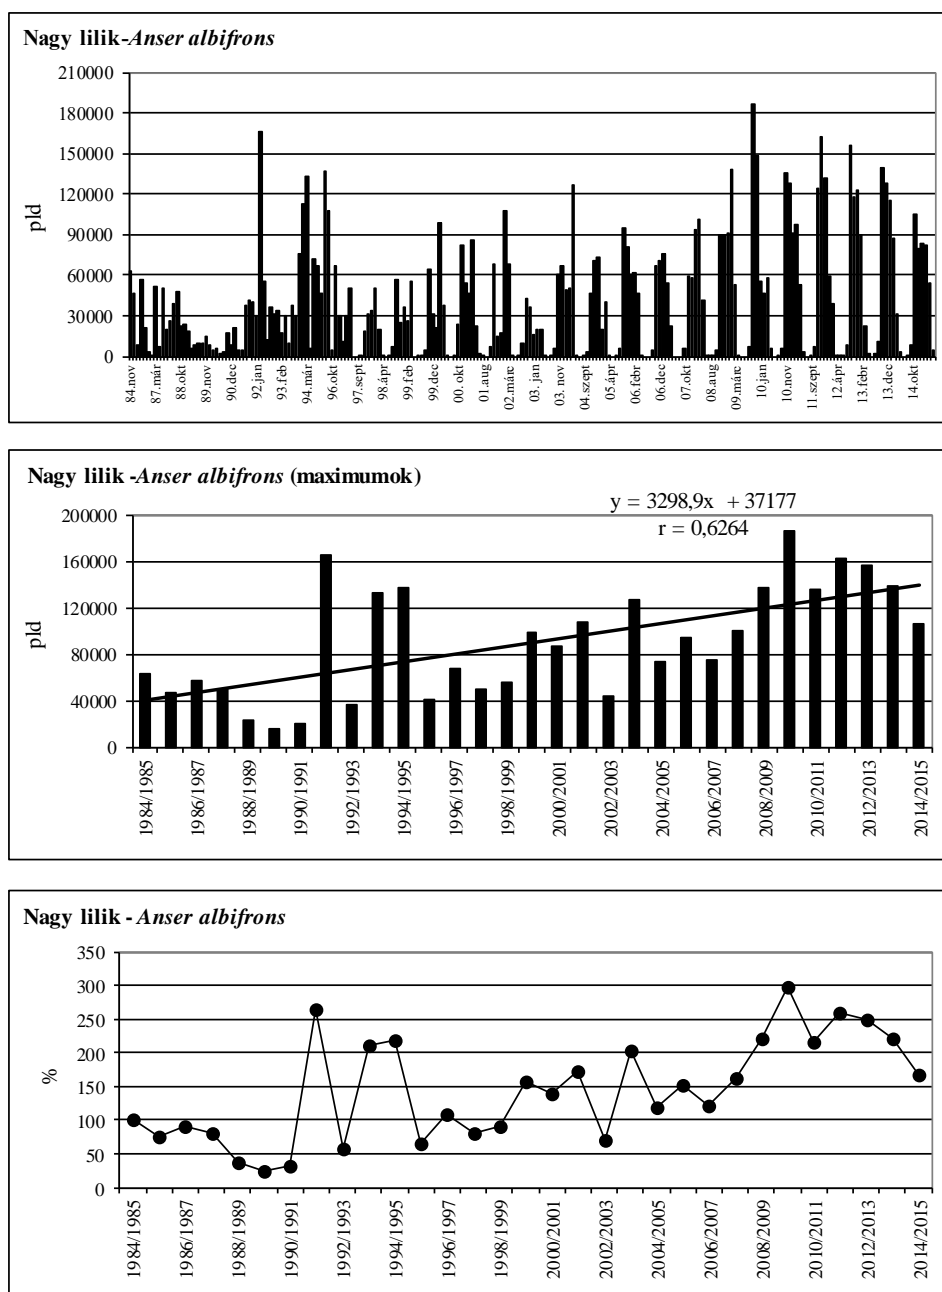 Nagy lilik-Anser albifrons
210000
180000
150000
120000
90000
60000
30000
0
pld
84.nov
87.már
88.okt
89.nov
90.dec
92.jan
93.feb
94.már
96.okt
97.szept
98.ápr
99.feb
99.dec
00. okt
01.aug
02.márc
03. jan
03. nov
04.szept
05.ápr
06.febr
06.dec
07.okt
08.aug
09.márc
10.jan
10.nov
11.szept
12.ápr
13.febr
13.dec
14.okt
Nagy lilik -Anser albifrons (maximumok)
y = 3298,9x + 37177
r = 0,6264
200000
160000
120000
80000
40000
0
pld
1984/1985
1986/1987
1988/1989
1990/1991
1992/1993
1994/1995
1996/1997
1998/1999
2000/2001
2002/2003
2004/2005
2006/2007
2008/2009
2010/2011
2012/2013
2014/2015
Nagy lilik - Anser albifrons
350
300
250
200
150
100
50
0
%
1984/1985
1986/1987
1988/1989
1990/1991
1992/1993
1994/1995
1996/1997
1998/1999
2000/2001
2002/2003
2004/2005
2006/2007
2008/2009
2010/2011
2012/2013
2014/2015